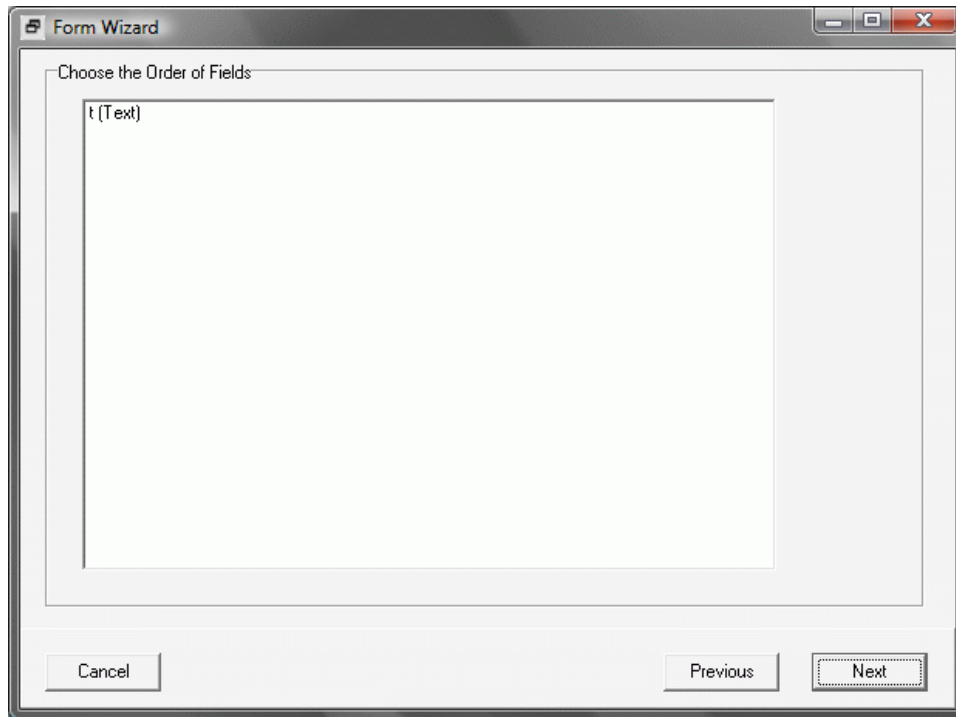 Form Wizard
Choose the Order of Fields
t (Text)
Cancel
Previous
Next